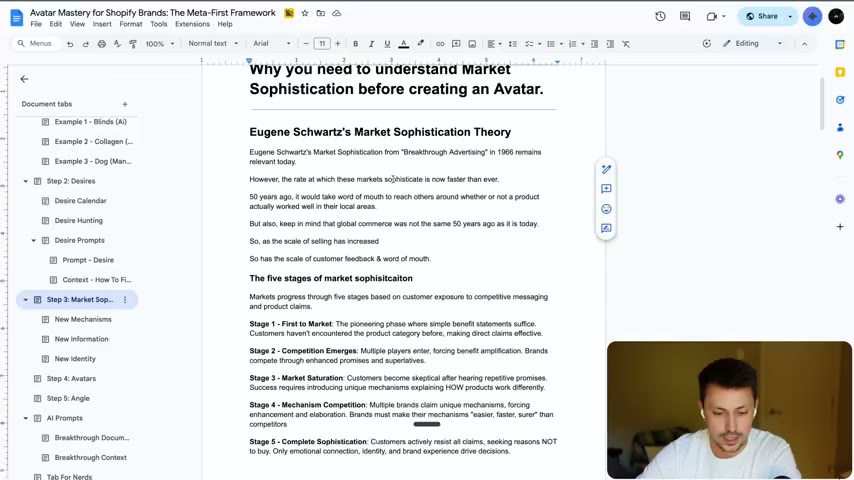 Avatar Mastery for Shopify Brands: The Meta-First Framework
File Edit View Insert Format Tools Extensions Help
Share
Menus
100%
Normal text
Arial
11
Editing
Document tabs
Example 1 - Blinds (Ai)
Example 2 - Collagen (...
Example 3 - Dog (Man...
Step 2: Desires
Desire Calendar
Desire Hunting
Desire Prompts
Prompt - Desire
Context - How To Fi...
Step 3: Market Sop...
New Mechanisms
New Information
New Identity
Step 4: Avatars
Step 5: Angle
AI Prompts
Breakthrough Docum...
Breakthrough Context
Tab For Nerds
Why you need to understand Market
Sophistication before creating an Avatar.
Eugene Schwartz's Market Sophistication Theory
Eugene Schwartz's Market Sophistication from "Breakthrough Advertising" in 1966 remains
relevant today.
However, the rate at which these markets sophisticate is now faster than ever.
50 years ago, it would take word of mouth to reach others around whether or not a product
actually worked well in their local areas.
But also, keep in mind that global commerce was not the same 50 years ago as it is today.
So, as the scale of selling has increased
So has the scale of customer feedback & word of mouth.
The five stages of market sophisitcaiton
Markets progress through five stages based on customer exposure to competitive messaging
and product claims.
Stage 1 - First to Market: The pioneering phase where simple benefit statements suffice.
Customers haven't encountered the product category before, making direct claims effective.
Stage 2 - Competition Emerges: Multiple players enter, forcing benefit amplification. Brands
compete through enhanced promises and superlatives.
Stage 3 - Market Saturation: Customers become skeptical after hearing repetitive promises.
Success requires introducing unique mechanisms explaining HOW products work differently.
Stage 4 - Mechanism Competition: Multiple brands claim unique mechanisms, forcing
enhancement and elaboration. Brands must make their mechanisms "easier, faster, surer" than
competitors
Stage 5 - Complete Sophistication: Customers actively resist all claims, seeking reasons NOT
to buy. Only emotional connection, identity, and brand experience drive decisions.